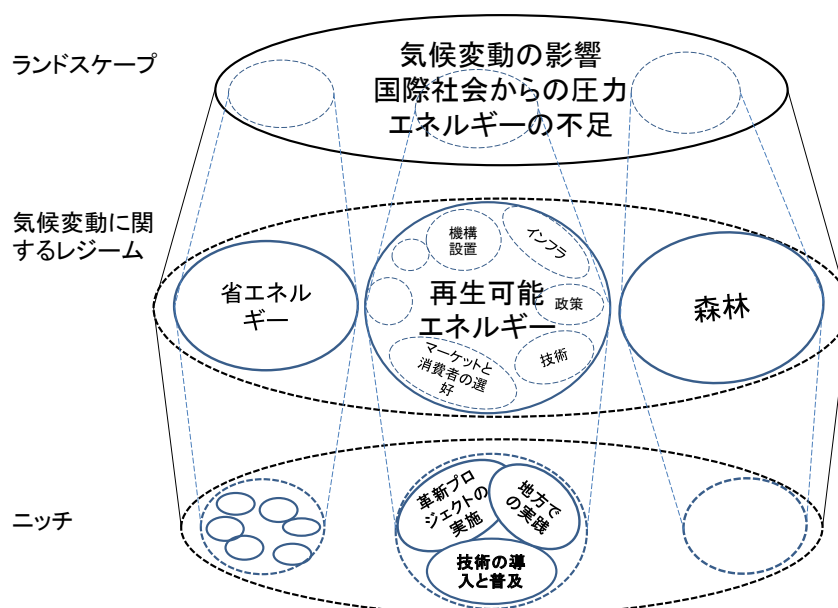 ランドスケープ
気候変動の影響
国際社会からの圧力
エネルギーの不足
気候変動に関
するレジーム
省エネル
ギー
機構
設置
インフラ
再生可能
エネルギー
政策
技術
マーケットと
消費者の選
好
森林
ニッチ
革新プロ
ジェクトの
実施
地方で
の実践
技術の導
入と普及